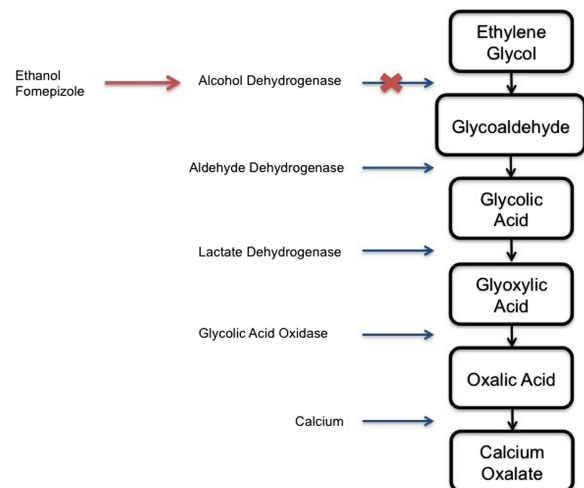 Ethylene
Glycol
Ethanol
Fomepizole
Alcohol Dehydrogenase
Glycoaldehyde
Aldehyde Dehydrogenase
Glycolic
Acid
Lactate Dehydrogenase
Glyoxylic
Acid
Glycolic Acid Oxidase
Oxalic Acid
Calcium
Calcium
Oxalate